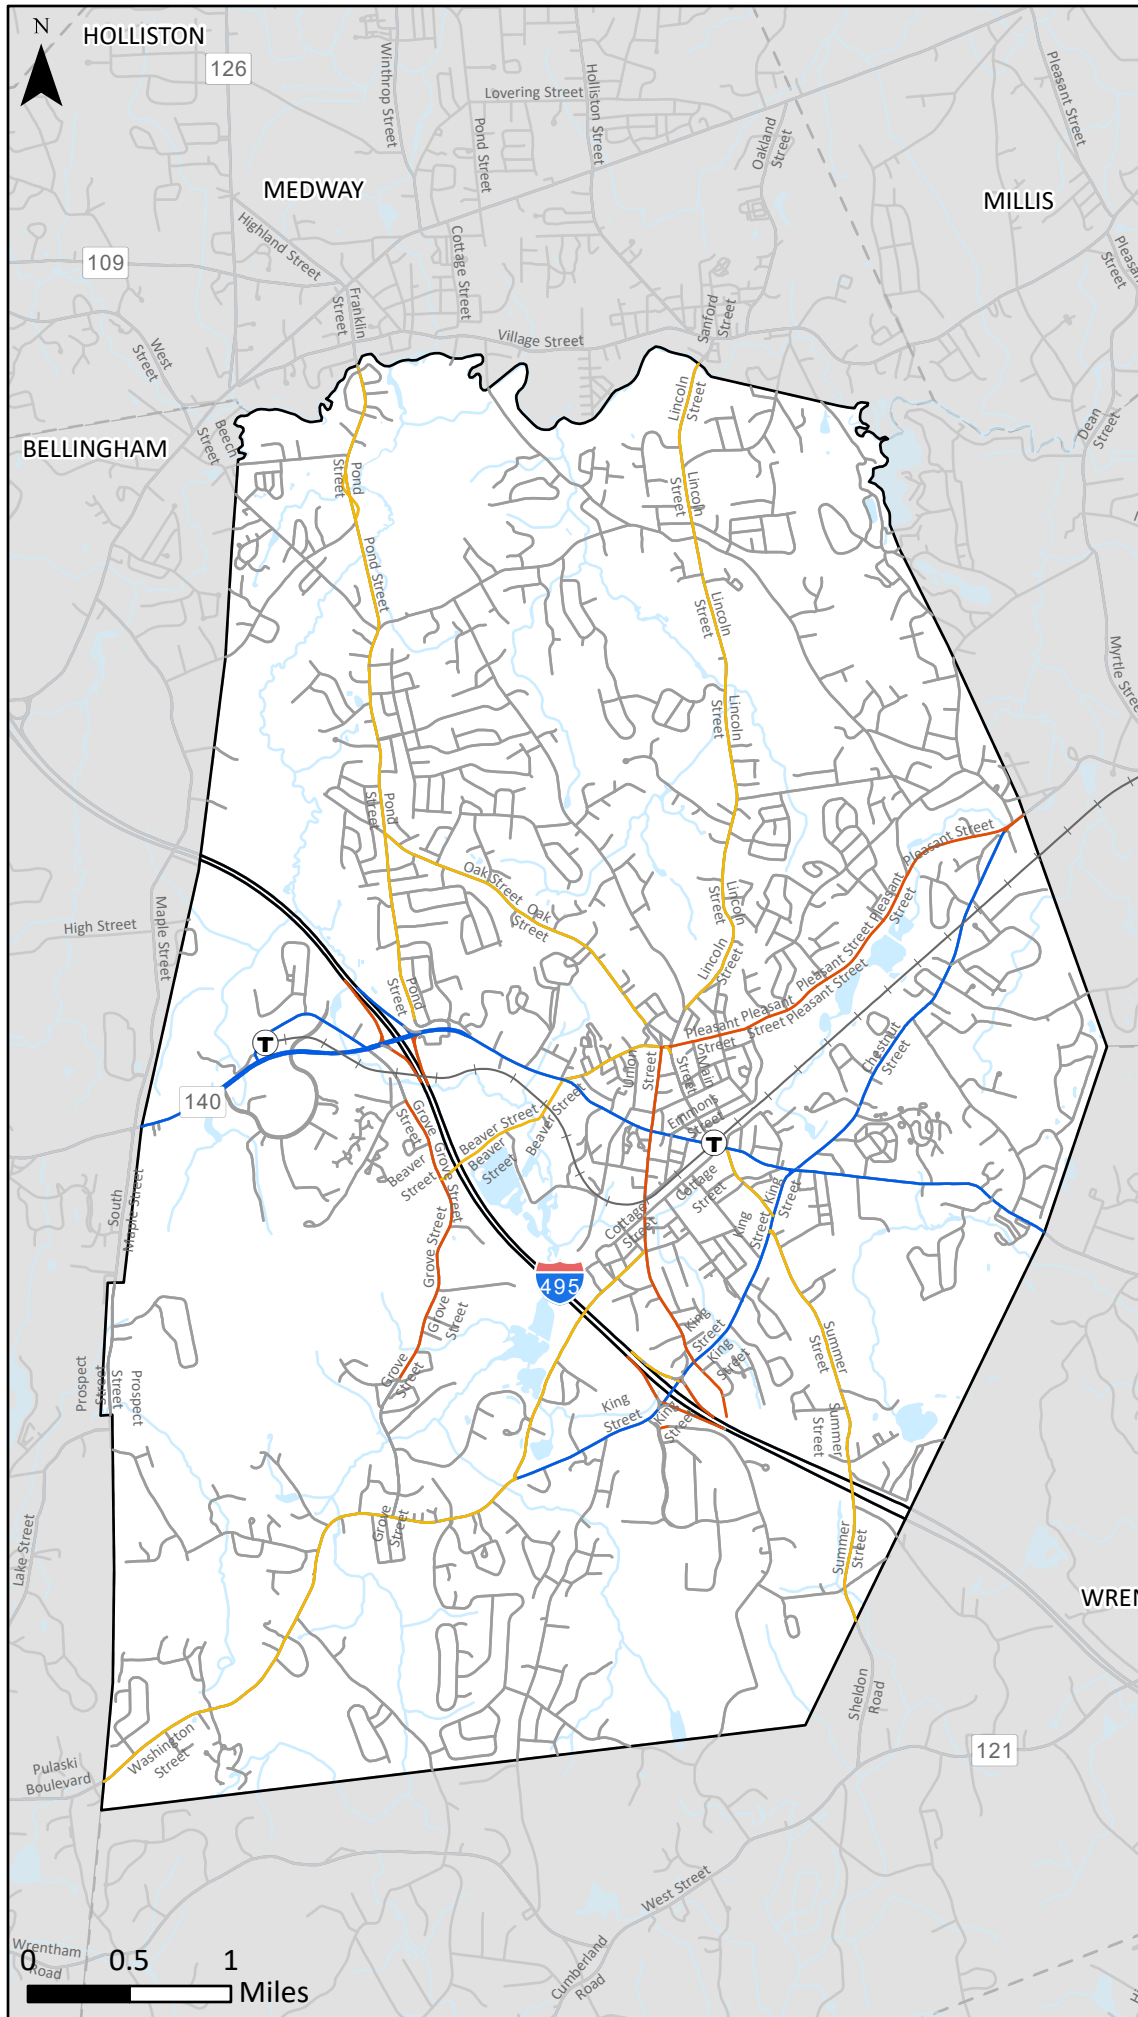 N
HOLLISTON
126
Winthrop Street
Lovering Street
Pond Street
Holliston Street
Oakland
Street
Pleasant Street
MEDWAY
MILLIS
Highland Street
109
Cottage Street
Franklin
Street
Sanford
Street
Village Street
West
Street
Beech
Street
BELLINGHAM
Dean
Street
Lincoln
Street
Pond
Street
Lincoln
Street
Pond Street
Lincoln
Street
Myrtle Stree
Lincoln
Street
Pond
Street
Oak Street
Oak
Street
Lincoln
Street
Pleasant Street
Pleasant
Street
High Street
Maple Street
Lincoln
Street
Pleasant Street
Pleasant Street
Pleasant
Street
Pleasant
Street
Pond
Street
Chestnut
Street
Union
Street
Main
Street
T
140
Emmons
Street
T
Grove
Street
Grove Street
Beaver Street
Beaver
Street
Beaver Street
Beaver
Street
Cottage
Street
Cottage
Street
King
Street
King
Street
South
Maple Street
Grove Street
495
Grove
Street
King
Street
King
Street
Summer
Street
Prospect
Street
Prospect
Street
Grove
Street
King
Street
King
Street
Summer
Street
Grove
Street
Lake Street
Summer
Street
WREN
Sheldon
Road
Washington
Street
Pulaski
Boulevard
121
West Street
Cumberland
Road
Wrentham
Road
0 0.5 1
Miles